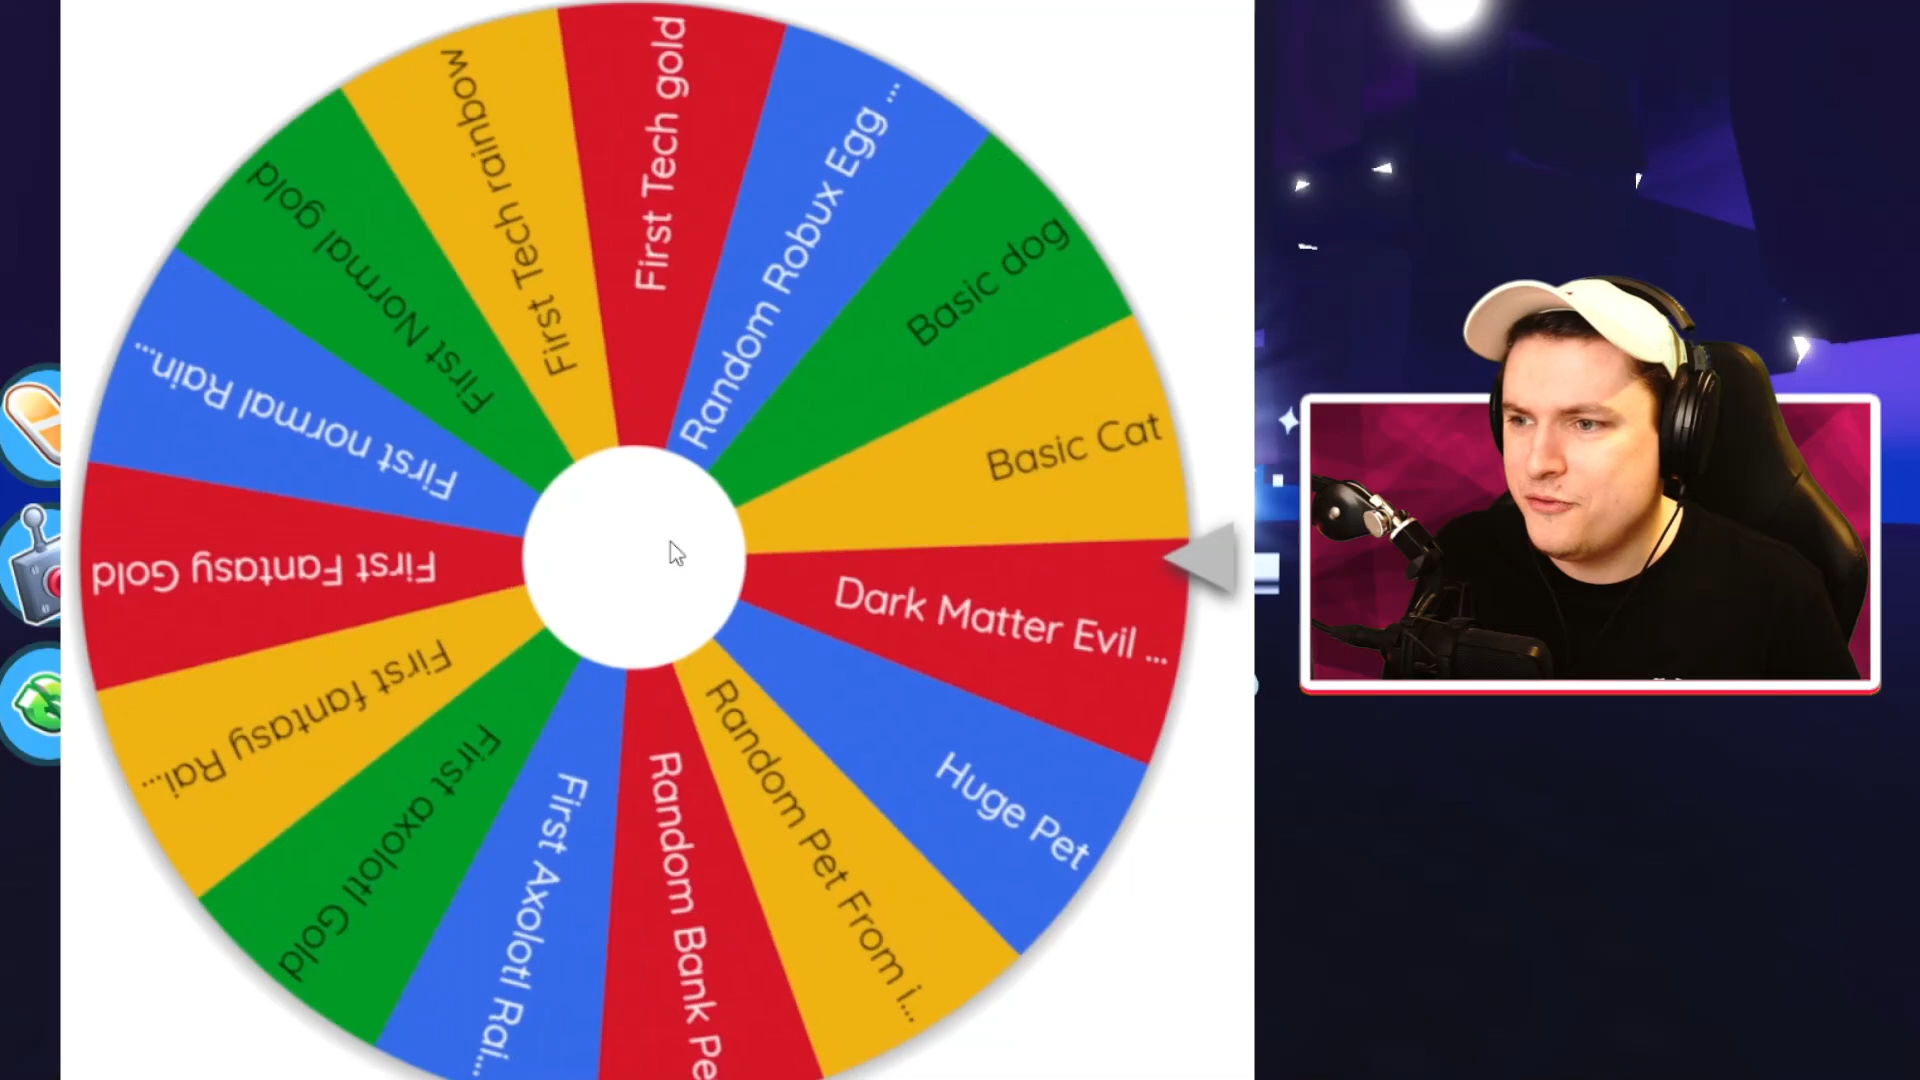 First Tech gold
Random Robux Egg ...
Basic dog
Basic Cat
Dark Matter Evil ...
Huge Pet
Random Pet From i...
Random Bank Pe
First Axolotl Rai...
First axolotl Gold
First fantasy Rai...
First Fantasy Gold
First normal Rain...
First Normal gold
First Tech rainbow